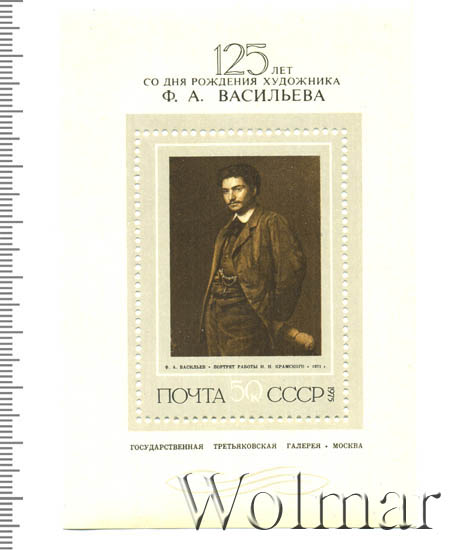 125 ЛЕТ
СО ДНЯ РОЖДЕНИЯ ХУДОЖНИКА
Ф. А. ВАСИЛЬЕВА
Ф. А. ВАСИЛЬЕВ • ПОРТРЕТ РАБОТЫ И. Н. КРАМСКОГО • 1871 г.
ПОЧТА 50К СССР 1975
ГОСУДАРСТВЕННАЯ ТРЕТЬЯКОВСКАЯ ГАЛЕРЕЯ • МОСКВА
Wolmar